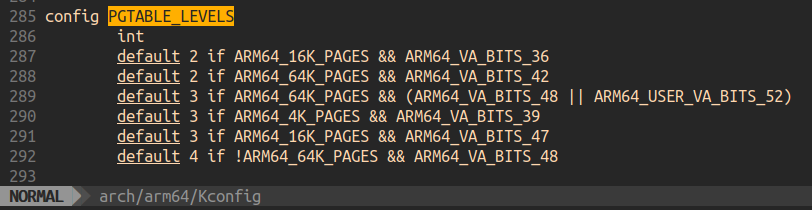 285 config PGTABLE_LEVELS
286 int
287 default 2 if ARM64_16K_PAGES && ARM64_VA_BITS_36
288 default 2 if ARM64_64K_PAGES && ARM64_VA_BITS_42
289 default 3 if ARM64_64K_PAGES && (ARM64_VA_BITS_48 || ARM64_USER_VA_BITS_52)
290 default 3 if ARM64_4K_PAGES && ARM64_VA_BITS_39
291 default 3 if ARM64_16K_PAGES && ARM64_VA_BITS_47
292 default 4 if !ARM64_64K_PAGES && ARM64_VA_BITS_48
293
NORMAL arch/arm64/Kconfig